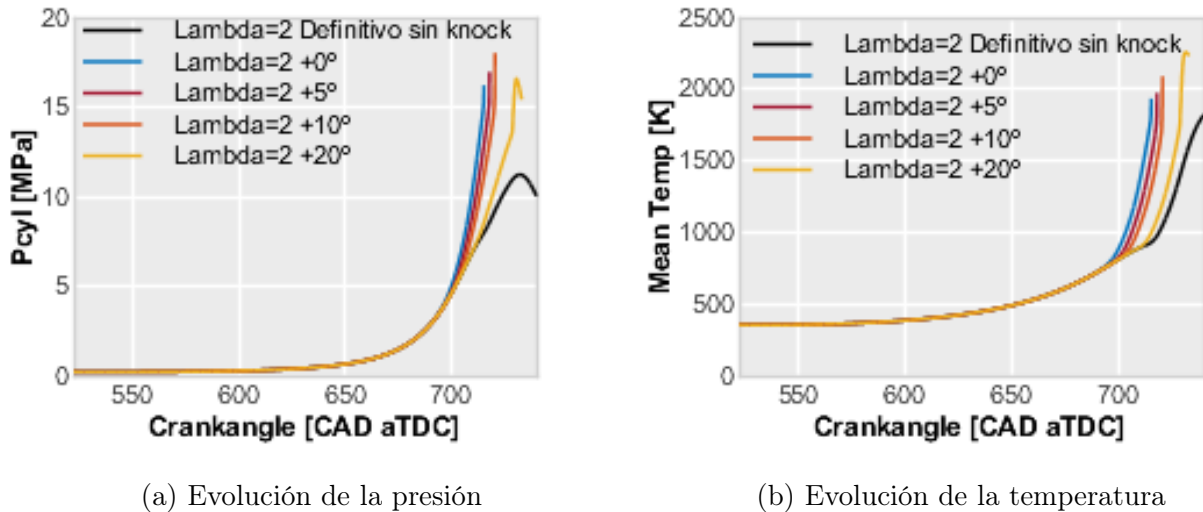 Pcyl [MPa]
20
15
10
5
0
Lambda=2 Definitivo sin knock
Lambda=2 +0º
Lambda=2 +5º
Lambda=2 +10º
Lambda=2 +20º
550 600 650 700
Crankangle [CAD aTDC]
(a) Evolución de la presión
Mean Temp [K]
2500
2000
1500
1000
500
0
Lambda=2 Definitivo sin knock
Lambda=2 +0º
Lambda=2 +5º
Lambda=2 +10º
Lambda=2 +20º
550 600 650 700
Crankangle [CAD aTDC]
(b) Evolución de la temperatura